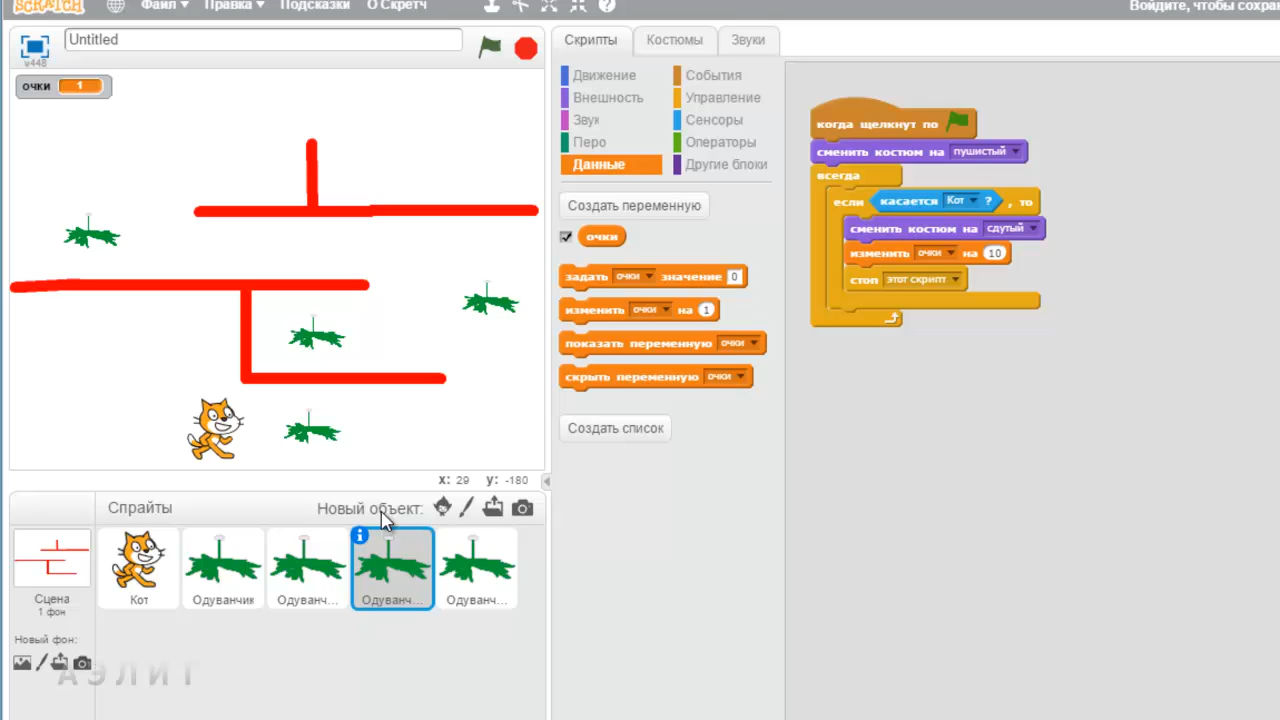 SCRATCH
Файл ▾ Правка ▾ Подсказки О Скретч
Войдите, чтобы сохра
v448
Untitled
очки 1
x: 29 y: -180
Спрайты
Новый объект:
Сцена
1 фон
Новый фон:
Кот
Одуванчик
Одуванч...
Одуванч...
Одуванч...
АЭЛИТ
Скрипты
Костюмы
Звуки
Движение
Внешность
Звук
Перо
Данные
События
Управление
Сенсоры
Операторы
Другие блоки
Создать переменную
очки
задать очки значение 0
изменить очки на 1
показать переменную очки
скрыть переменную очки
Создать список
когда щелкнут по
сменить костюм на пушистый
всегда
если касается Кот ? , то
сменить костюм на сдутый
изменить очки на 10
стоп этот скрипт